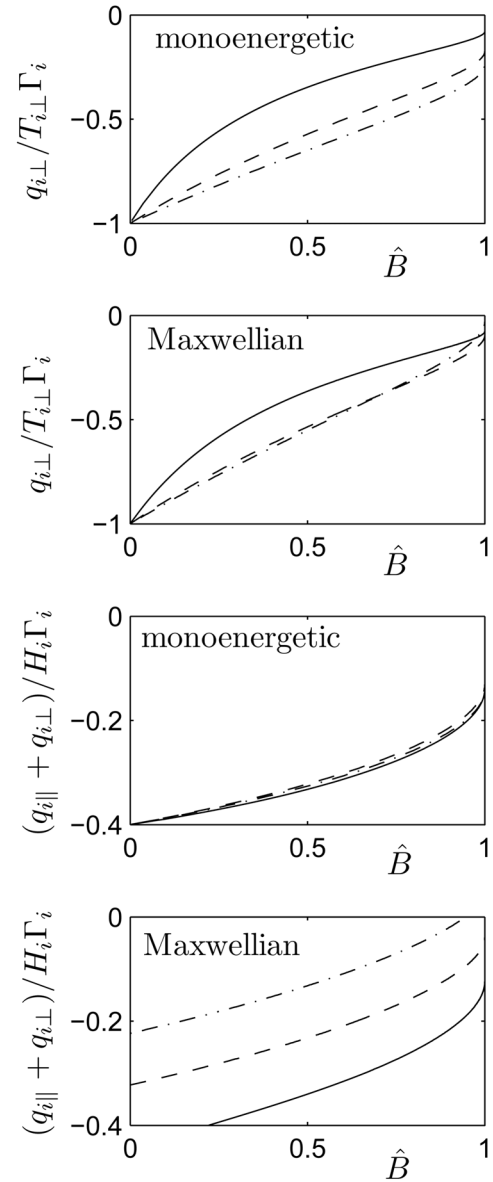 0
monoenergetic
−0.5
−1
0 0.5 1
q_{i⊥}/T_{i⊥}Γ_i
B̂
0
Maxwellian
−0.5
−1
0 0.5 1
q_{i⊥}/T_{i⊥}Γ_i
B̂
0
monoenergetic
−0.2
−0.4
0 0.5 1
(q_{i∥} + q_{i⊥})/H_iΓ_i
B̂
0
Maxwellian
−0.2
−0.4
0 0.5 1
(q_{i∥} + q_{i⊥})/H_iΓ_i
B̂